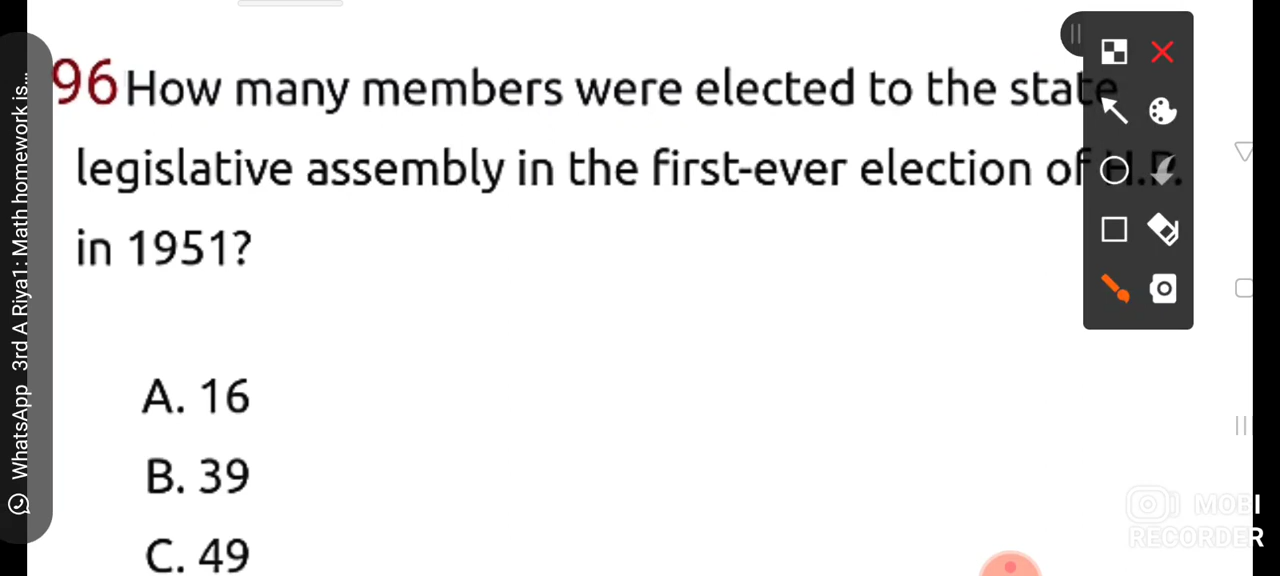 96 How many members were elected to the state
legislative assembly in the first-ever election of H.P.
in 1951?
A. 16
B. 39
C. 49
WhatsApp 3rd A Riya1: Math homework is...
MOBI
RECORDER